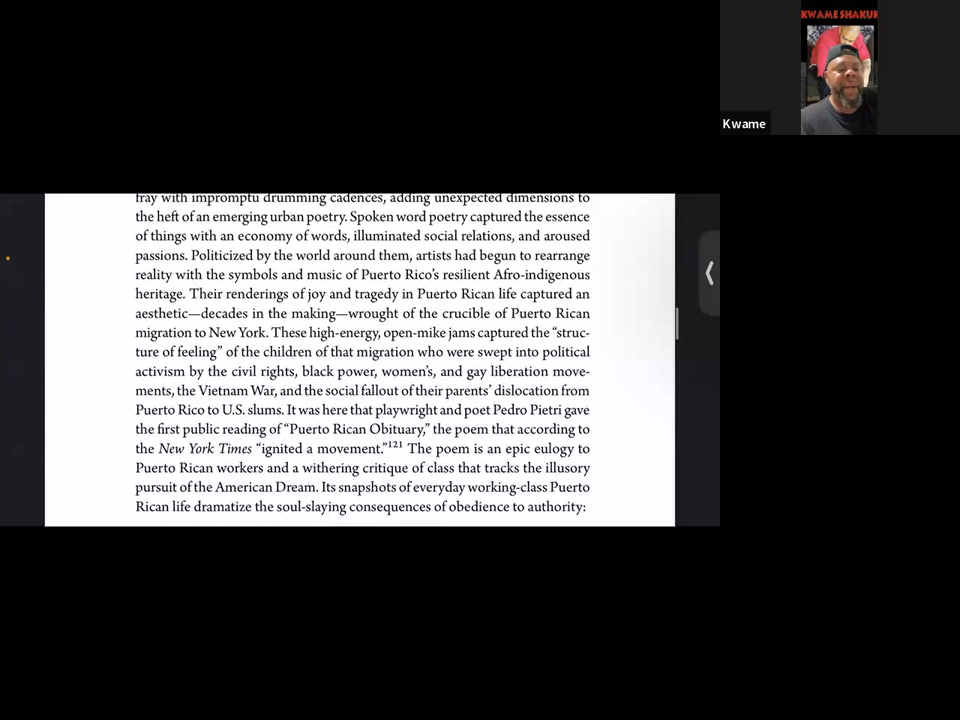 KWAME SHAKUR
Kwame
fray with impromptu drumming cadences, adding unexpected dimensions to
the heft of an emerging urban poetry. Spoken word poetry captured the essence
of things with an economy of words, illuminated social relations, and aroused
passions. Politicized by the world around them, artists had begun to rearrange
reality with the symbols and music of Puerto Rico’s resilient Afro-indigenous
heritage. Their renderings of joy and tragedy in Puerto Rican life captured an
aesthetic—decades in the making—wrought of the crucible of Puerto Rican
migration to New York. These high-energy, open-mike jams captured the “struc-
ture of feeling” of the children of that migration who were swept into political
activism by the civil rights, black power, women’s, and gay liberation move-
ments, the Vietnam War, and the social fallout of their parents’ dislocation from
Puerto Rico to U.S. slums. It was here that playwright and poet Pedro Pietri gave
the first public reading of “Puerto Rican Obituary,” the poem that according to
the New York Times “ignited a movement.”121 The poem is an epic eulogy to
Puerto Rican workers and a withering critique of class that tracks the illusory
pursuit of the American Dream. Its snapshots of everyday working-class Puerto
Rican life dramatize the soul-slaying consequences of obedience to authority: